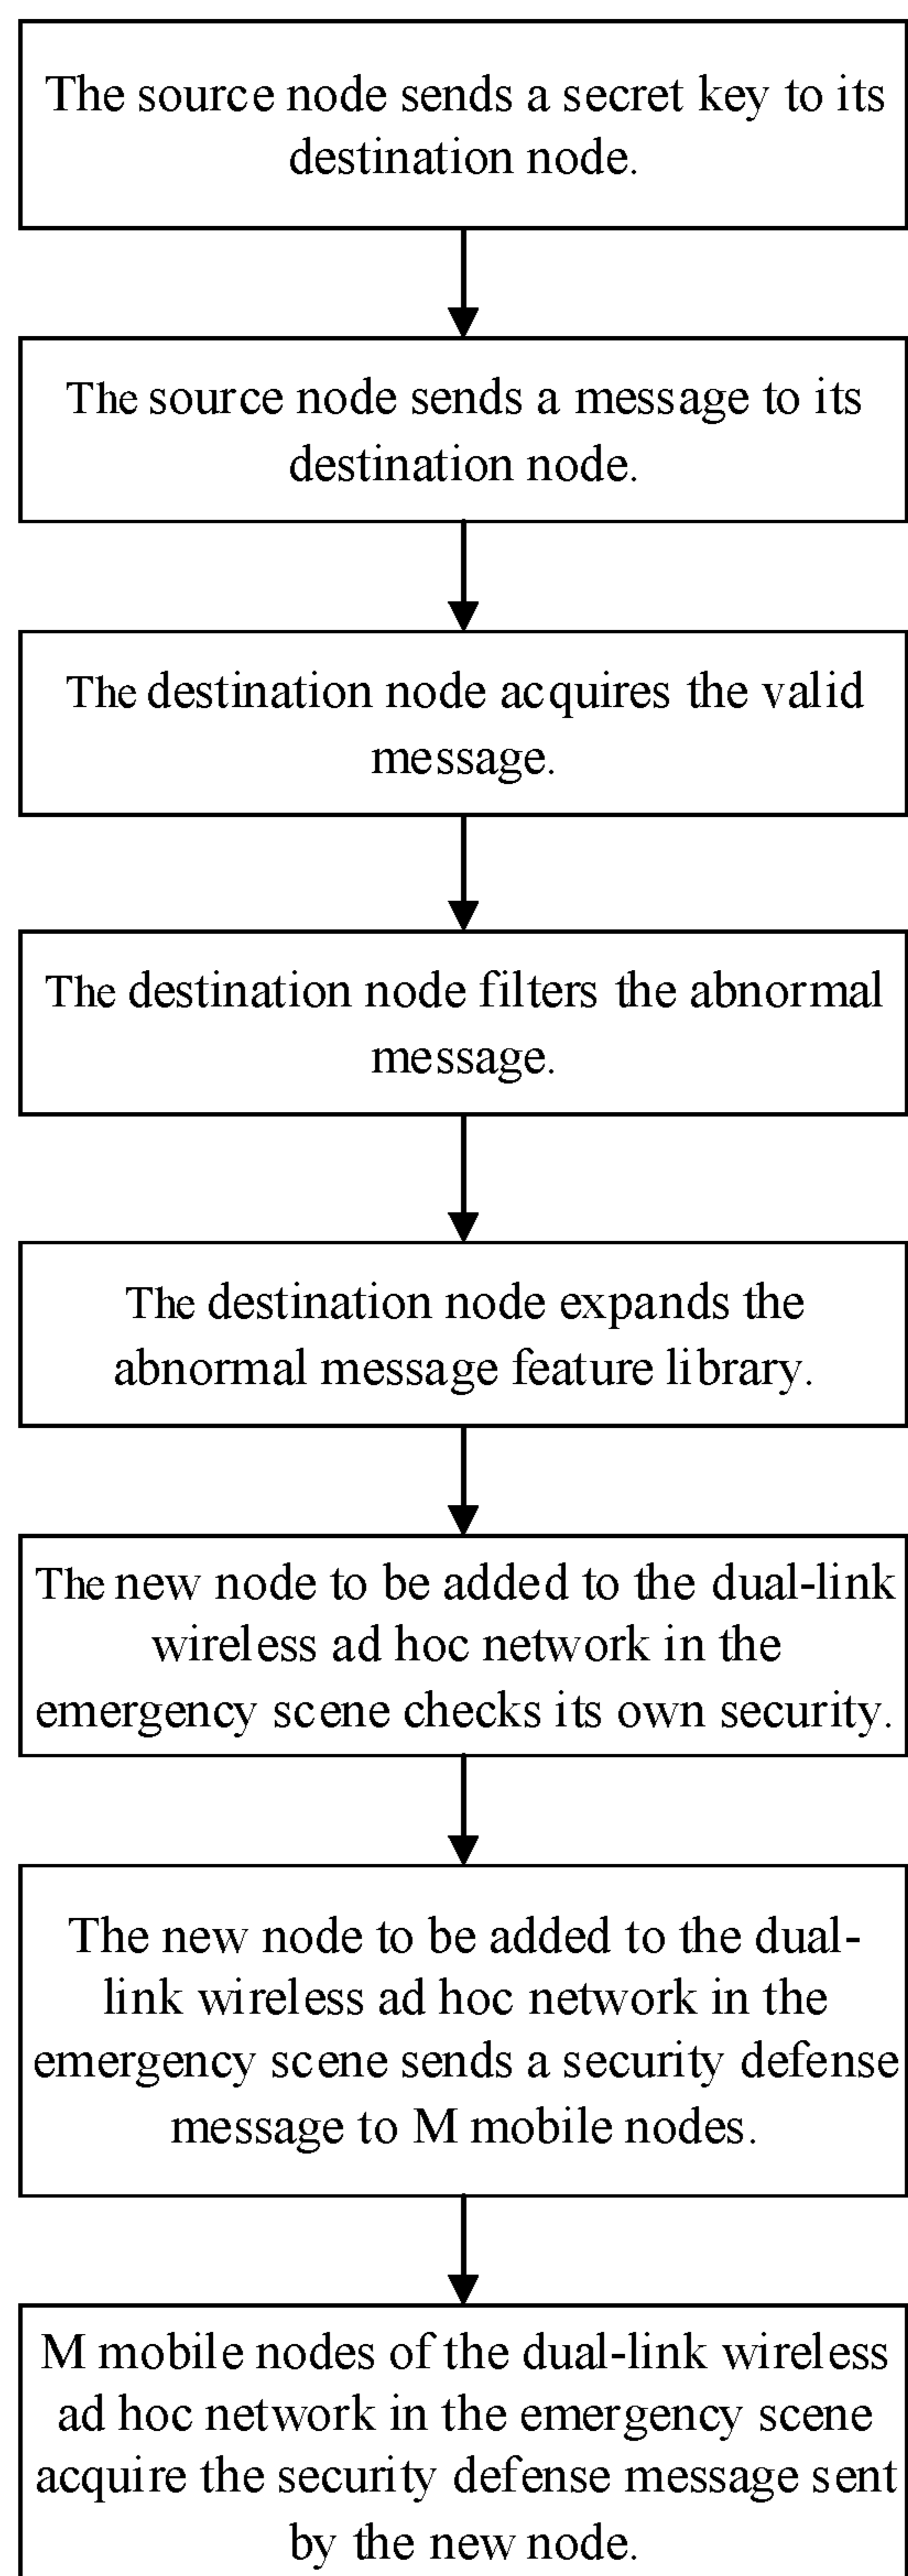 The source node sends a secret key to its
destination node.
The source node sends a message to its
destination node.
The destination node acquires the valid
message.
The destination node filters the abnormal
message.
The destination node expands the
abnormal message feature library.
The new node to be added to the dual-link
wireless ad hoc network in the
emergency scene checks its own security.
The new node to be added to the dual-
link wireless ad hoc network in the
emergency scene sends a security defense
message to M mobile nodes.
M mobile nodes of the dual-link wireless
ad hoc network in the emergency scene
acquire the security defense message sent
by the new node.